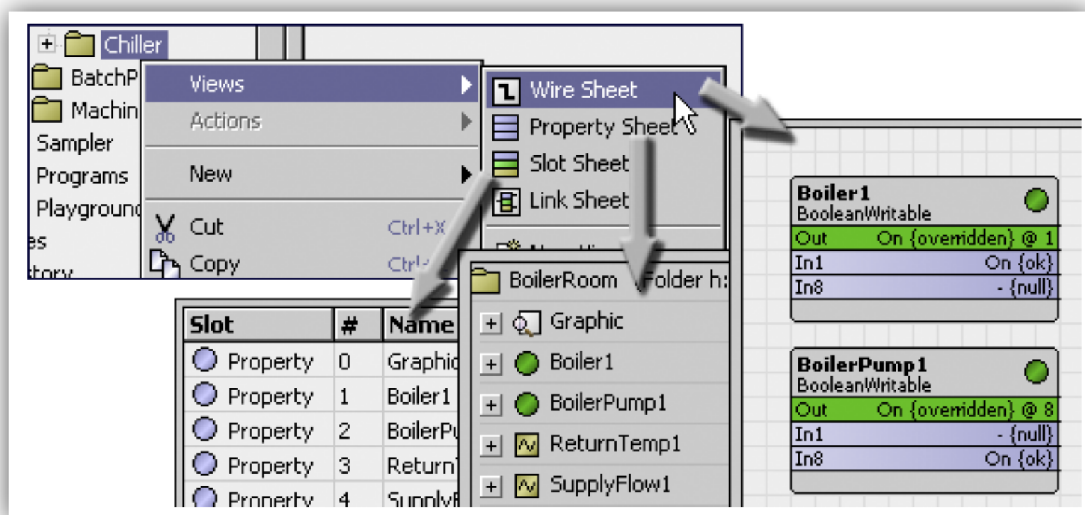 Chiller
BatchP
Machin
Sampler
Programs
Playground
es
story
Views
Actions
New
Cut Ctrl+X
Copy Ctrl+
Wire Sheet
Property Sheet
Slot Sheet
Link Sheet
BoilerRoom Folder h:
+ Graphic
+ Boiler1
+ BoilerPump1
+ ReturnTemp1
+ SupplyFlow1
Slot # Name
Property 0 Graphic
Property 1 Boiler1
Property 2 BoilerPu
Property 3 Return
Property 4 SupplyF
Boiler1
BooleanWritable
Out On {overridden} @ 1
In1 On {ok}
In8 - {null}
BoilerPump1
BooleanWritable
Out On {overridden} @ 8
In1 - {null}
In8 On {ok}